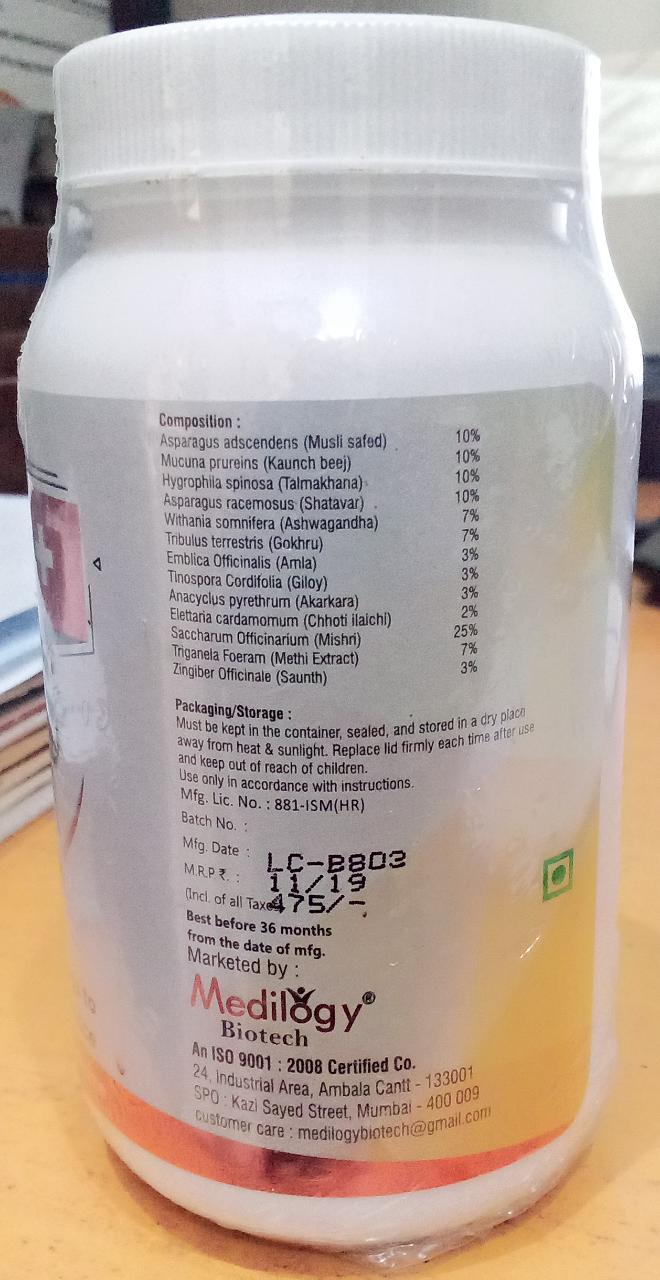 Composition :
Asparagus adscendens (Musli safed) 10%
Mucuna prureins (Kaunch beej) 10%
Hygrophila spinosa (Talmakhana) 10%
Asparagus racemosus (Shatavar) 10%
Withania somnifera (Ashwagandha) 7%
Tribulus terrestris (Gokhru) 7%
Emblica Officinalis (Amla) 3%
Tinospora Cordifolia (Giloy) 3%
Anacyclus pyrethrum (Akarkara) 3%
Elettaria cardamomum (Chhoti ilaichi) 2%
Saccharum Officinarium (Mishri) 25%
Triganela Foeram (Methi Extract) 7%
Zingiber Officinale (Saunth) 3%
Packaging/Storage :
Must be kept in the container, sealed, and stored in a dry place
away from heat & sunlight. Replace lid firmly each time after use
and keep out of reach of children.
Use only in accordance with instructions.
Mfg. Lic. No. : 881-ISM(HR)
Batch No. :
Mfg. Date : LC-B803
M.R.P ₹. : 11/19
(Incl. of all Taxes 475/-
Best before 36 months
from the date of mfg.
Marketed by :
Medilogy®
Biotech
An ISO 9001 : 2008 Certified Co.
24, Industrial Area, Ambala Cantt - 133001
SPO : Kazi Sayed Street, Mumbai - 400 009
customer care : medilogybiotech@gmail.com